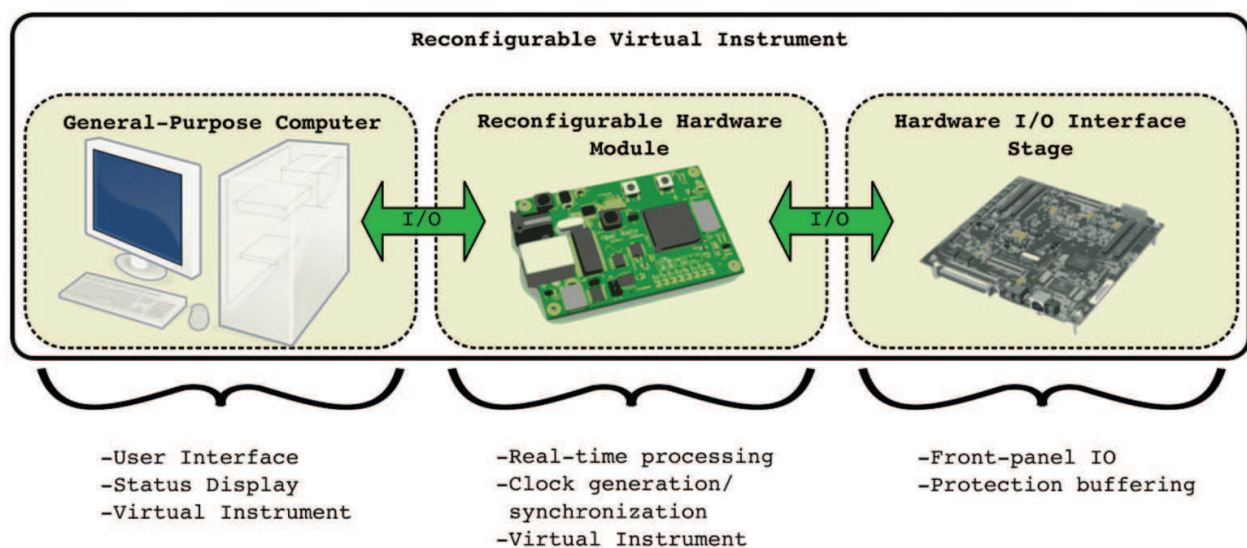 Reconfigurable Virtual Instrument
General-Purpose Computer
Reconfigurable Hardware
Module
Hardware I/O Interface
Stage
I/O
I/O
-User Interface
-Status Display
-Virtual Instrument
-Real-time processing
-Clock generation/
synchronization
-Virtual Instrument
-Front-panel IO
-Protection buffering